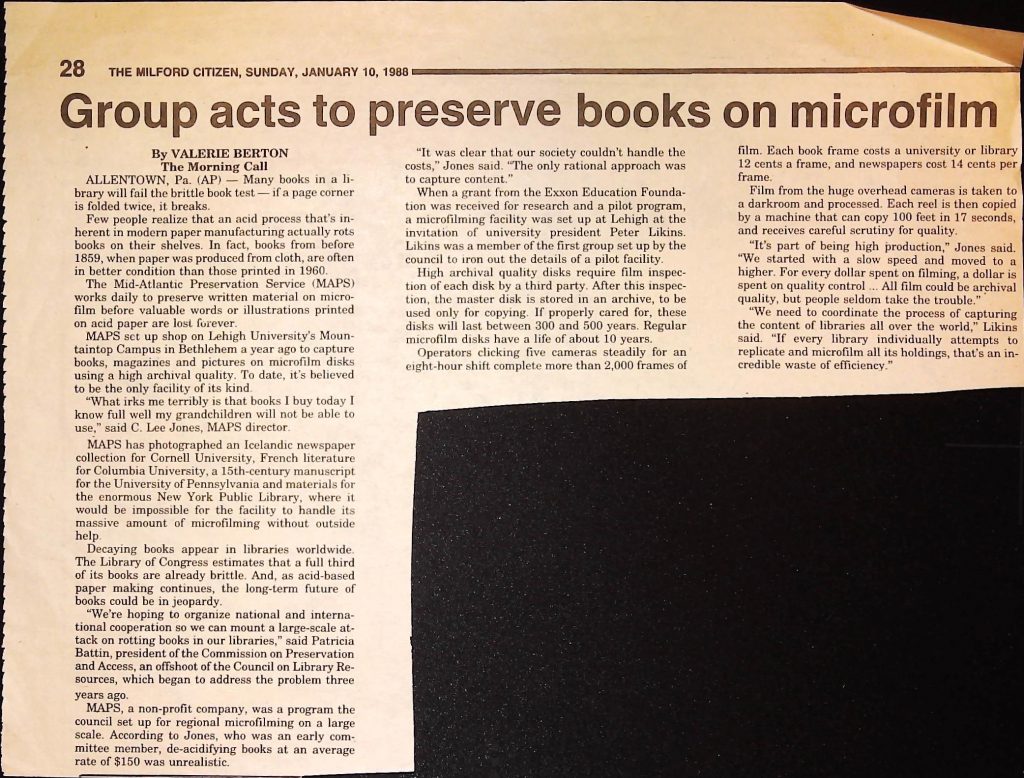 28 THE MILFORD CITIZEN, SUNDAY, JANUARY 10, 1988
Group acts to preserve books on microfilm
By VALERIE BERTON
The Morning Call
ALLENTOWN, Pa. (AP) — Many books in a li-
brary will fail the brittle book test — if a page corner
is folded twice, it breaks.
Few people realize that an acid process that's in-
herent in modern paper manufacturing actually rots
books on their shelves. In fact, books from before
1859, when paper was produced from cloth, are often
in better condition than those printed in 1960.
The Mid-Atlantic Preservation Service (MAPS)
works daily to preserve written material on micro-
film before valuable words or illustrations printed
on acid paper are lost forever.
MAPS set up shop on Lehigh University's Moun-
taintop Campus in Bethlehem a year ago to capture
books, magazines and pictures on microfilm disks
using a high archival quality. To date, it's believed
to be the only facility of its kind.
"What irks me terribly is that books I buy today I
know full well my grandchildren will not be able to
use," said C. Lee Jones, MAPS director.
MAPS has photographed an Icelandic newspaper
collection for Cornell University, French literature
for Columbia University, a 15th-century manuscript
for the University of Pennsylvania and materials for
the enormous New York Public Library, where it
would be impossible for the facility to handle its
massive amount of microfilming without outside
help.
Decaying books appear in libraries worldwide.
The Library of Congress estimates that a full third
of its books are already brittle. And, as acid-based
paper making continues, the long-term future of
books could be in jeopardy.
"We're hoping to organize national and interna-
tional cooperation so we can mount a large-scale at-
tack on rotting books in our libraries," said Patricia
Battin, president of the Commission on Preservation
and Access, an offshoot of the Council on Library Re-
sources, which began to address the problem three
years ago.
MAPS, a non-profit company, was a program the
council set up for regional microfilming on a large
scale. According to Jones, who was an early com-
mittee member, de-acidifying books at an average
rate of $150 was unrealistic.
"It was clear that our society couldn't handle the
costs," Jones said. "The only rational approach was
to capture content."
When a grant from the Exxon Education Founda-
tion was received for research and a pilot program,
a microfilming facility was set up at Lehigh at the
invitation of university president Peter Likins.
Likins was a member of the first group set up by the
council to iron out the details of a pilot facility.
High archival quality disks require film inspec-
tion of each disk by a third party. After this inspec-
tion, the master disk is stored in an archive, to be
used only for copying. If properly cared for, these
disks will last between 300 and 500 years. Regular
microfilm disks have a life of about 10 years.
Operators clicking five cameras steadily for an
eight-hour shift complete more than 2,000 frames of
film. Each book frame costs a university or library
12 cents a frame, and newspapers cost 14 cents per
frame.
Film from the huge overhead cameras is taken to
a darkroom and processed. Each reel is then copied
by a machine that can copy 100 feet in 17 seconds,
and receives careful scrutiny for quality.
"It's part of being high production," Jones said.
"We started with a slow speed and moved to a
higher. For every dollar spent on filming, a dollar is
spent on quality control ... All film could be archival
quality, but people seldom take the trouble."
"We need to coordinate the process of capturing
the content of libraries all over the world," Likins
said. "If every library individually attempts to
replicate and microfilm all its holdings, that's an in-
credible waste of efficiency."